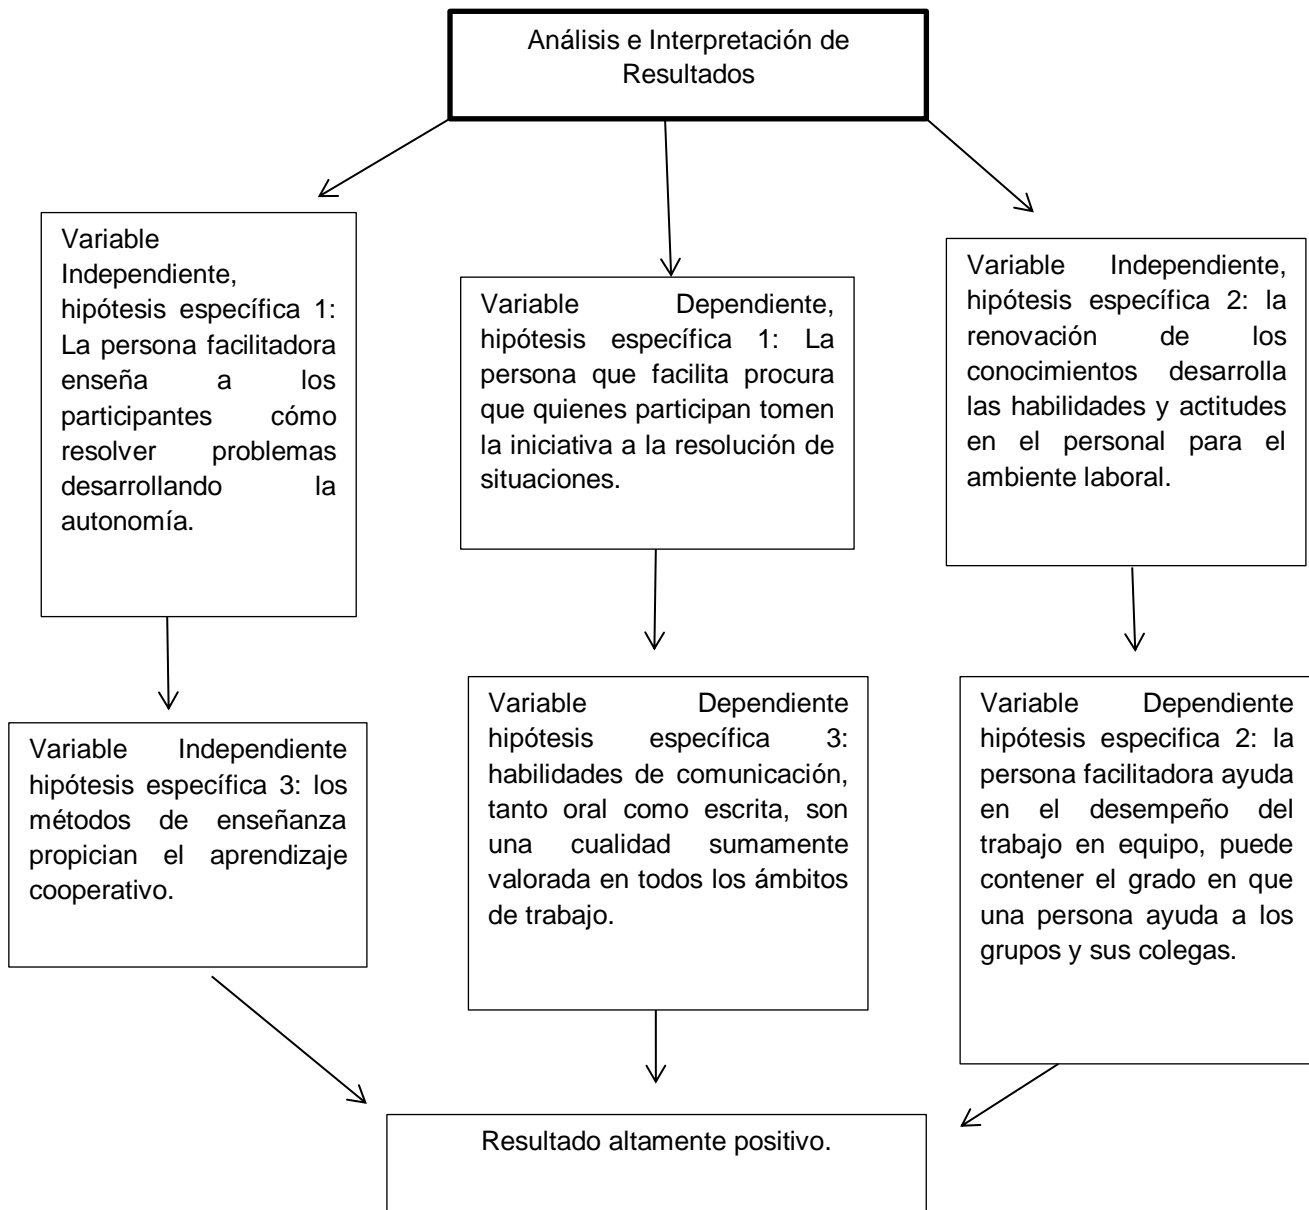 Análisis e Interpretación de
Resultados
Variable
Independiente,
hipótesis específica 1:
La persona facilitadora
enseña a los
participantes cómo
resolver problemas
desarrollando la
autonomía.
Variable Dependiente,
hipótesis específica 1: La
persona que facilita procura
que quienes participan tomen
la iniciativa a la resolución de
situaciones.
Variable Independiente,
hipótesis específica 2: la
renovación de los
conocimientos desarrolla
las habilidades y actitudes
en el personal para el
ambiente laboral.
Variable Independiente
hipótesis específica 3: los
métodos de enseñanza
propician el aprendizaje
cooperativo.
Variable Dependiente
hipótesis específica 3:
habilidades de comunicación,
tanto oral como escrita, son
una cualidad sumamente
valorada en todos los ámbitos
de trabajo.
Variable Dependiente
hipótesis especifica 2: la
persona facilitadora ayuda
en el desempeño del
trabajo en equipo, puede
contener el grado en que
una persona ayuda a los
grupos y sus colegas.
Resultado altamente positivo.